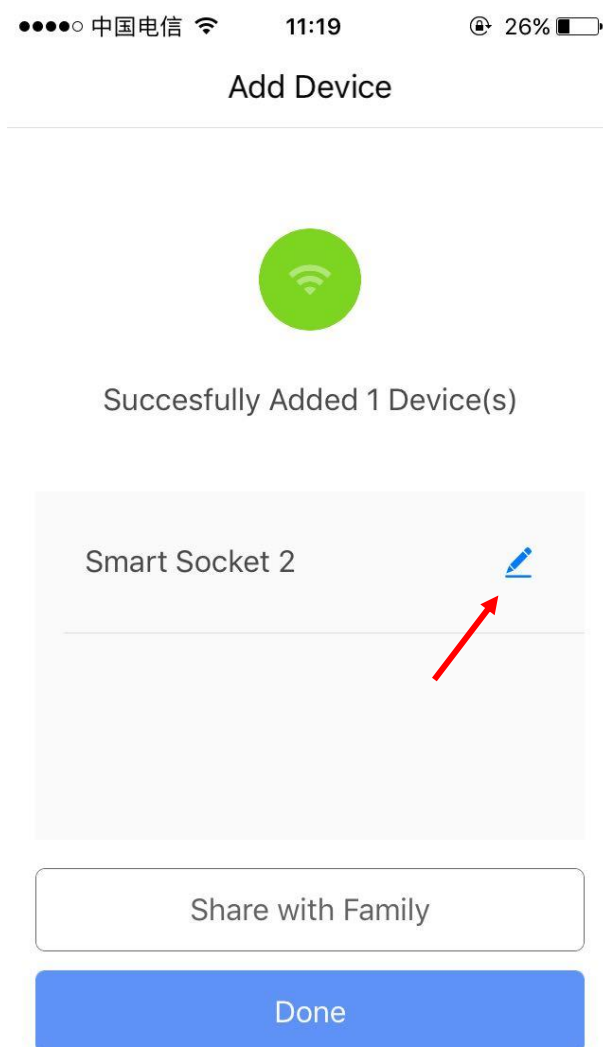 中国电信 11:19 26%
Add Device
Succesfully Added 1 Device(s)
Smart Socket 2
Share with Family
Done